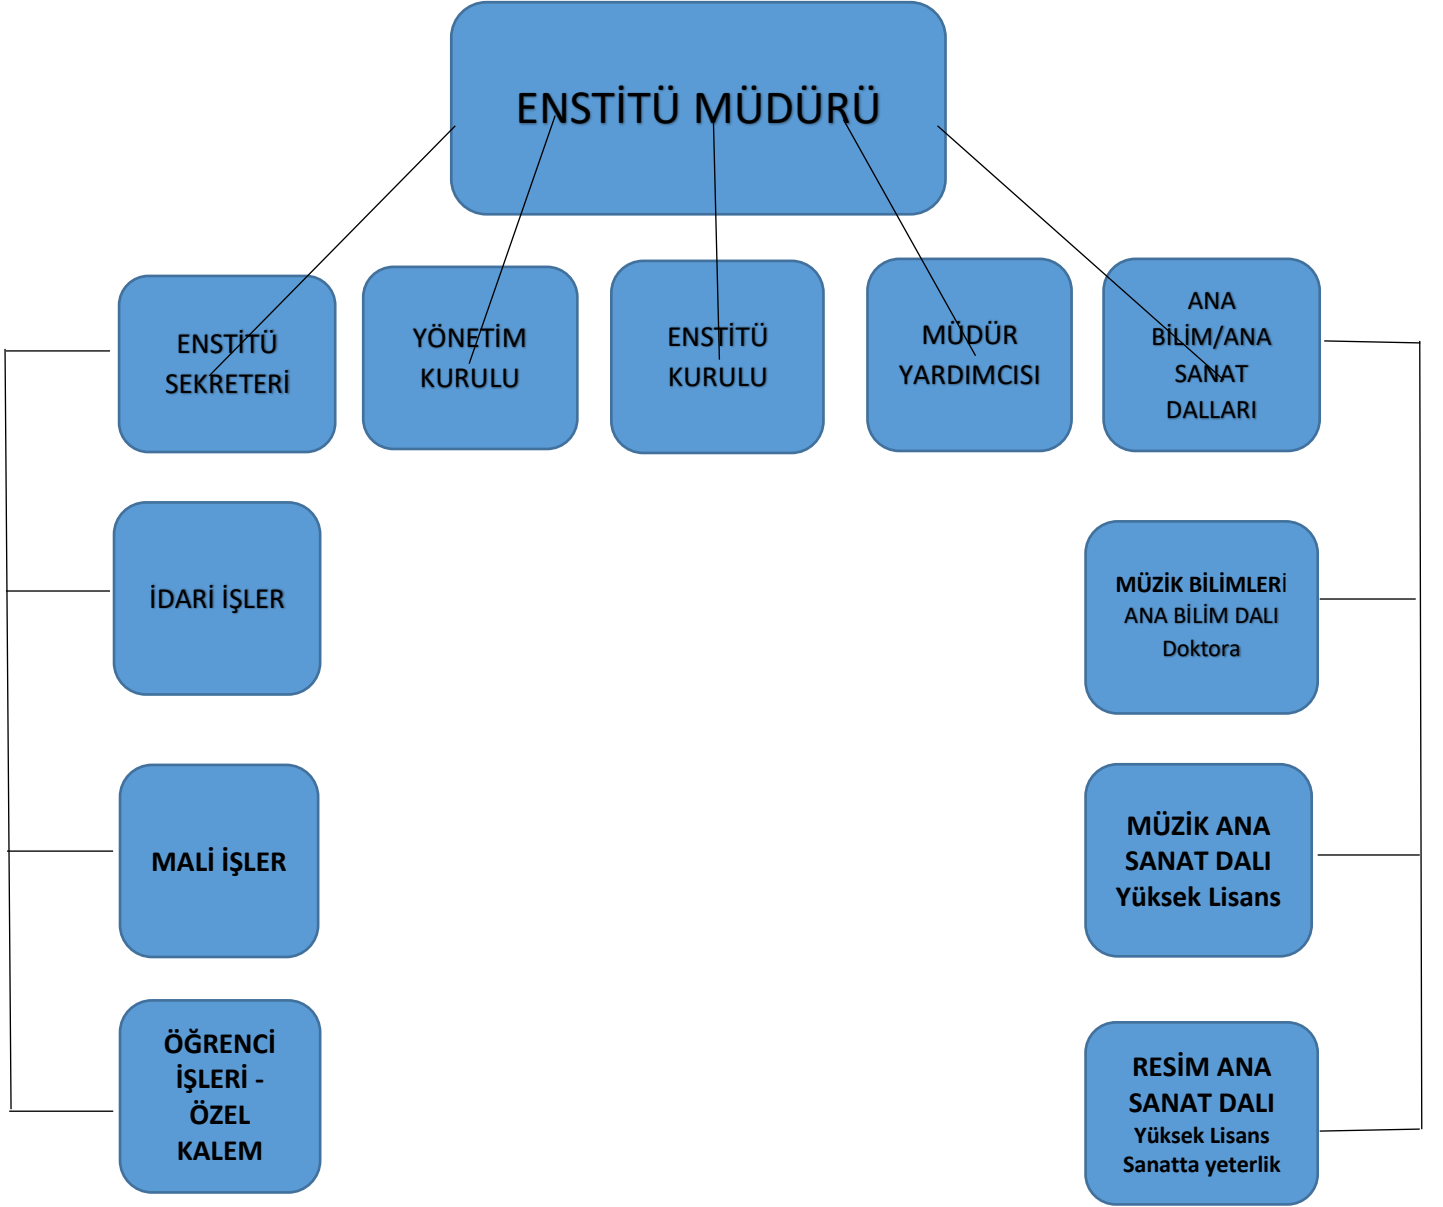 ENSTİTÜ MÜDÜRÜ
ENSTİTÜ
SEKRETERİ
YÖNETİM
KURULU
ENSTİTÜ
KURULU
MÜDÜR
YARDIMCISI
ANA
BİLİM/ANA
SANAT
DALLARI
İDARİ İŞLER
MÜZİK BİLİMLERİ
ANA BİLİM DALI
Doktora
MALİ İŞLER
MÜZİK ANA
SANAT DALI
Yüksek Lisans
ÖĞRENCİ
İŞLERİ -
ÖZEL
KALEM
RESİM ANA
SANAT DALI
Yüksek Lisans
Sanatta yeterlik